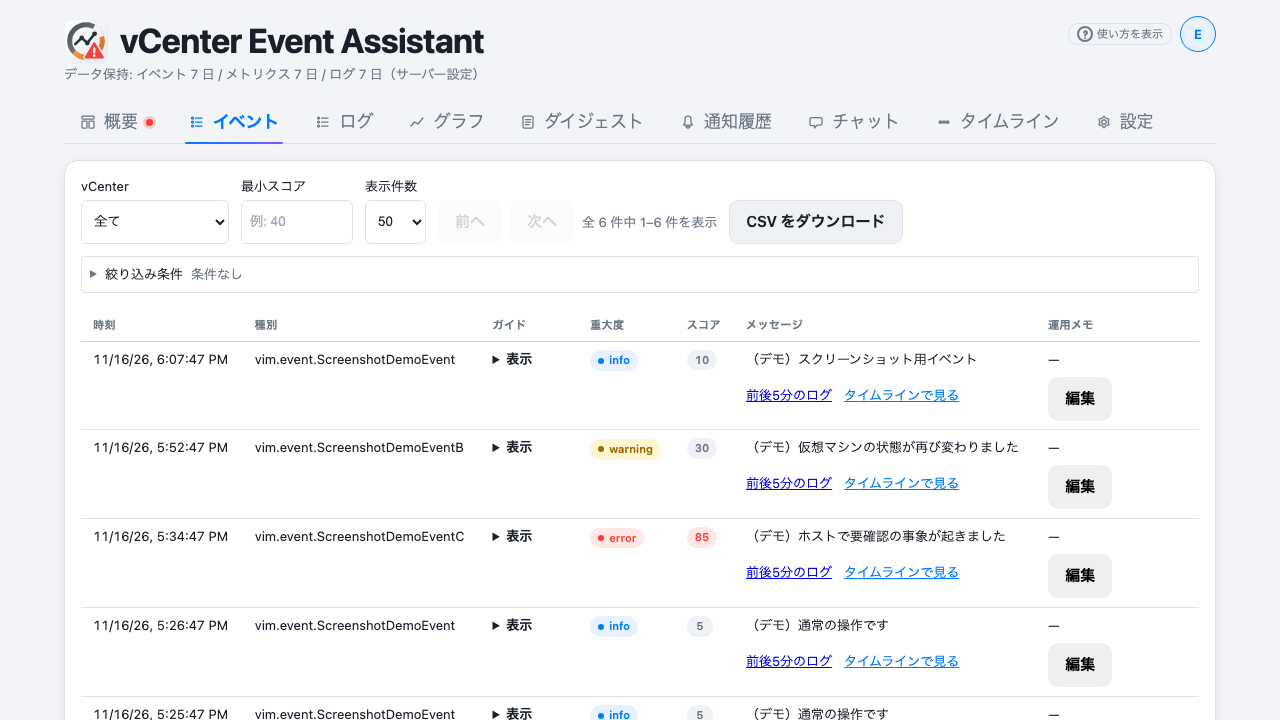 vCenter Event Assistant
使い方を表示
E
データ保持: イベント 7 日 / メトリクス 7 日 / ログ 7 日（サーバー設定）
概要 イベント ログ グラフ ダイジェスト 通知履歴 チャット タイムライン 設定
vCenter 最小スコア 表示件数
全て 例: 40 50 前へ 次へ 全 6 件中 1–6 件を表示 CSV をダウンロード
絞り込み条件 条件なし
時刻 種別 ガイド 重大度 スコア メッセージ 運用メモ
11/16/26, 6:07:47 PM vim.event.ScreenshotDemoEvent 表示 info 10 （デモ）スクリーンショット用イベント —
前後5分のログ タイムラインで見る 編集
11/16/26, 5:52:47 PM vim.event.ScreenshotDemoEventB 表示 warning 30 （デモ）仮想マシンの状態が再び変わりました —
前後5分のログ タイムラインで見る 編集
11/16/26, 5:34:47 PM vim.event.ScreenshotDemoEventC 表示 error 85 （デモ）ホストで要確認の事象が起きました —
前後5分のログ タイムラインで見る 編集
11/16/26, 5:26:47 PM vim.event.ScreenshotDemoEvent 表示 info 5 （デモ）通常の操作です —
前後5分のログ タイムラインで見る 編集
11/16/26, 5:25:47 PM vim.event.ScreenshotDemoEvent 表示 info 5 （デモ）通常の操作です —